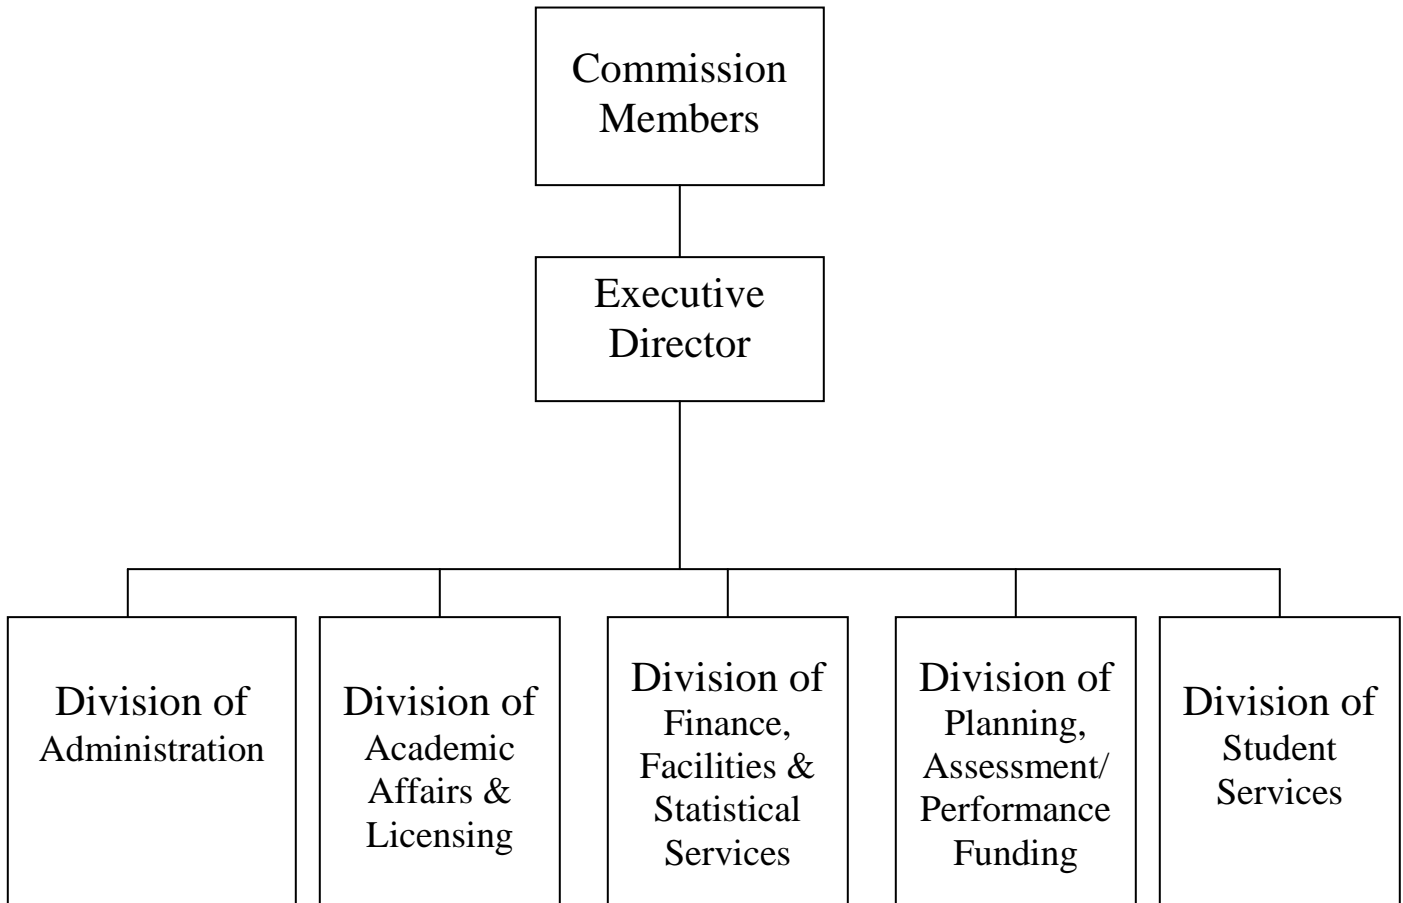 Commission
Members
Executive
Director
Division of
Administration
Division of
Academic
Affairs &
Licensing
Division of
Finance,
Facilities &
Statistical
Services
Division of
Planning,
Assessment/
Performance
Funding
Division of
Student
Services